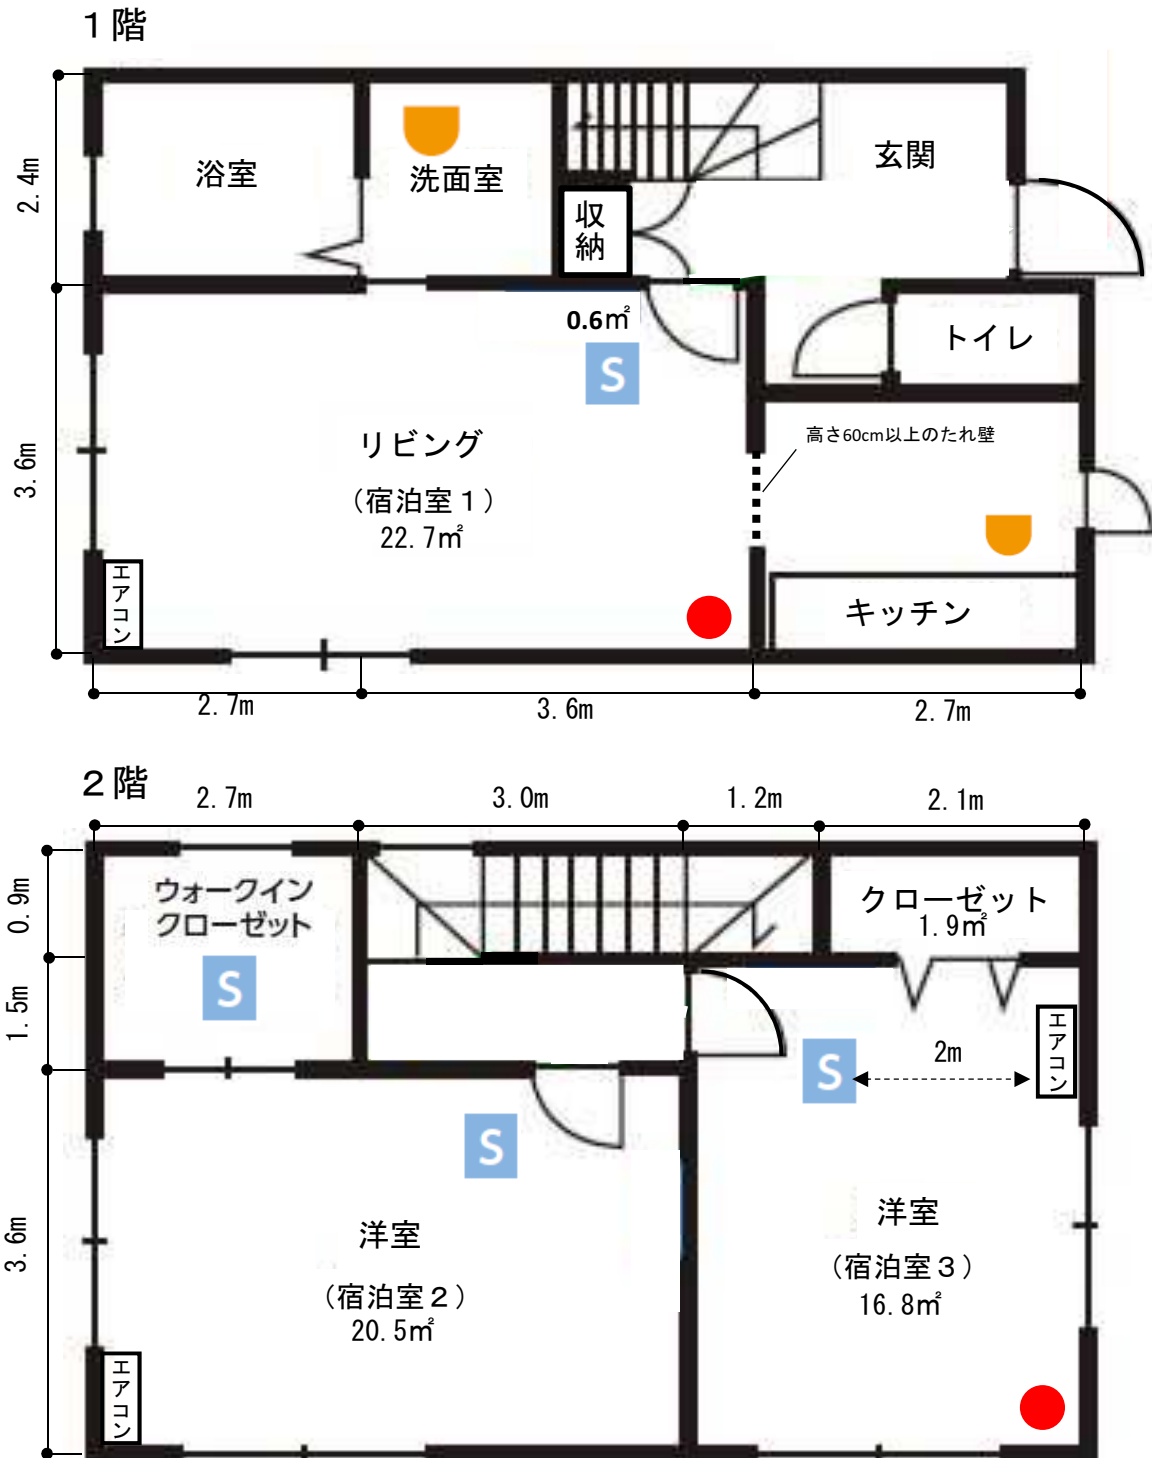 1階
浴室
洗面室
収
納
玄関
2.4m
0.6㎡
S
トイレ
高さ60cm以上のたれ壁
リビング
（宿泊室１）
22.7㎡
3.6m
エアコン
キッチン
2.7m
3.6m
2.7m
2階
2.7m
3.0m
1.2m
2.1m
0.9m
ウォークイン
クローゼット
S
クローゼット
1.9㎡
1.5m
エアコン
S
2m
S
3.6m
洋室
（宿泊室２）
20.5㎡
洋室
（宿泊室３）
16.8㎡
エアコン